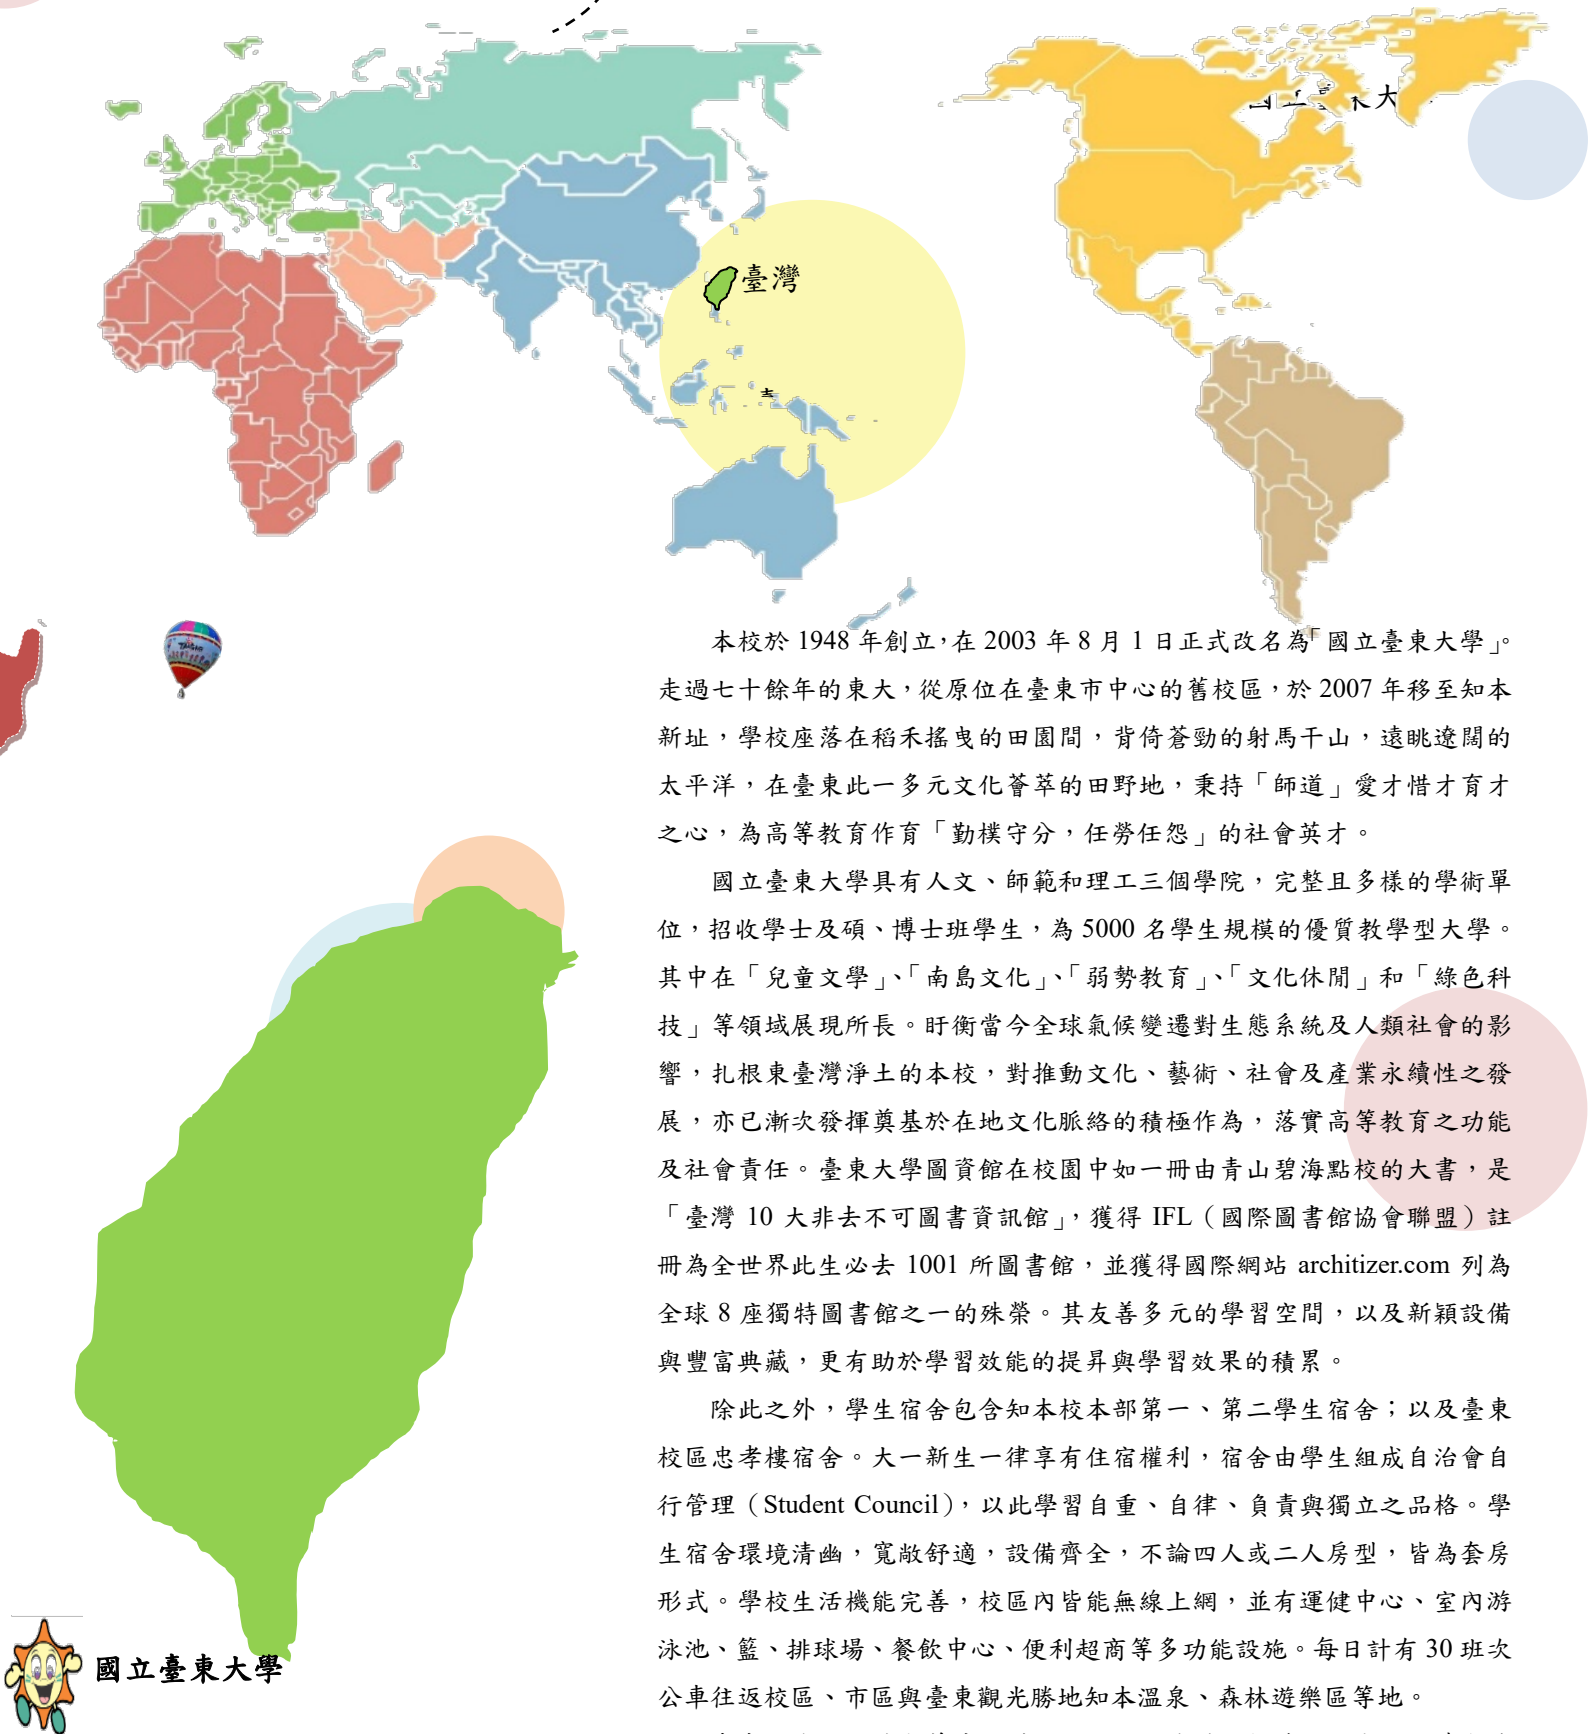 臺灣
本校於 1948 年創立，在 2003 年 8 月 1 日正式改名為「國立臺東大學」。
走過七十餘年的東大，從原位在臺東市中心的舊校區，於 2007 年移至知本
新址，學校座落在稻禾搖曳的田園間，背倚蒼勁的射馬干山，遠眺遼闊的
太平洋，在臺東此一多元文化薈萃的田野地，秉持「師道」愛才惜才育才
之心，為高等教育作育「勤樸守分，任勞任怨」的社會英才。
國立臺東大學具有人文、師範和理工三個學院，完整且多樣的學術單
位，招收學士及碩、博士班學生，為 5000 名學生規模的優質教學型大學。
其中在「兒童文學」、「南島文化」、「弱勢教育」、「文化休閒」和「綠色科
技」等領域展現所長。盱衡當今全球氣候變遷對生態系統及人類社會的影
響，扎根東臺灣淨土的本校，對推動文化、藝術、社會及產業永續性之發
展，亦已漸次發揮奠基於在地文化脈絡的積極作為，落實高等教育之功能
及社會責任。臺東大學圖資館在校園中如一冊由青山碧海點校的大書，是
「臺灣 10 大非去不可圖書資訊館」，獲得 IFL（國際圖書館協會聯盟）註
冊為全世界此生必去 1001 所圖書館，並獲得國際網站 architizer.com 列為
全球 8 座獨特圖書館之一的殊榮。其友善多元的學習空間，以及新穎設備
與豐富典藏，更有助於學習效能的提昇與學習效果的積累。
除此之外，學生宿舍包含知本校本部第一、第二學生宿舍；以及臺東
校區忠孝樓宿舍。大一新生一律享有住宿權利，宿舍由學生組成自治會自
行管理（Student Council），以此學習自重、自律、負責與獨立之品格。學
生宿舍環境清幽，寬敞舒適，設備齊全，不論四人或二人房型，皆為套房
形式。學校生活機能完善，校區內皆能無線上網，並有運健中心、室內游
泳池、籃、排球場、餐飲中心、便利超商等多功能設施。每日計有 30 班次
公車往返校區、市區與臺東觀光勝地知本溫泉、森林遊樂區等地。
國立臺東大學